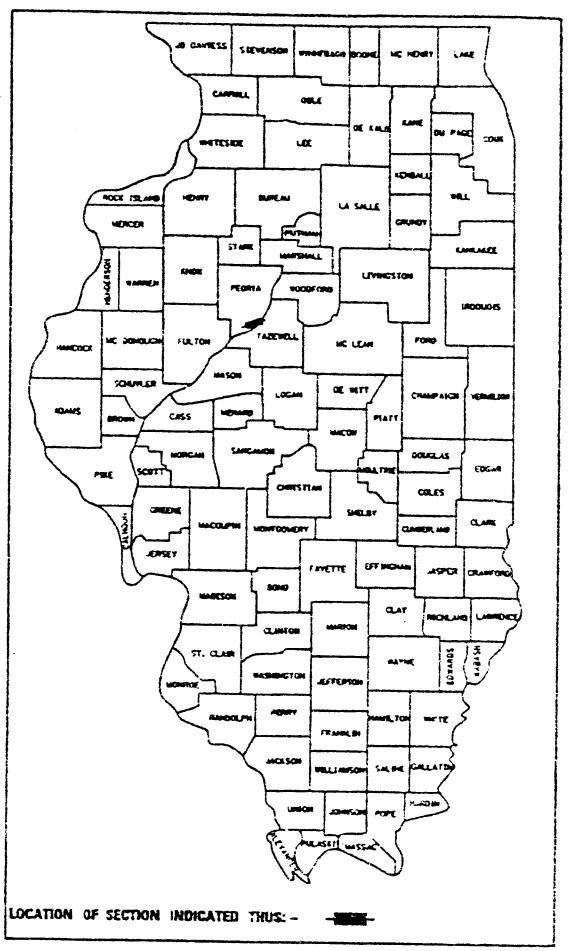 JO DAVIESS
STEVENSON
WINNEBAGO
BOONE
MC HENRY
LAKE
CARROLL
OGLE
DE KALB
KANE
DU PAGE
COOK
WHITESIDE
LEE
KENDALL
WILL
ROCK ISLAND
HENRY
BUREAU
LA SALLE
GRUNDY
MERCER
PUTMAN
KANKAKEE
STARK
MARSHALL
HENDERSON
WARREN
KNOX
PEORIA
WOODFORD
LIVINGSTON
IROQUOIS
HANCOCK
MC DONOUGH
FULTON
TAZEWELL
MC LEAN
FORD
SCHUYLER
MASON
ADAMS
BROWN
CASS
MENARD
LOGAN
DE WITT
PIATT
CHAMPAIGN
VERMILION
MACON
PIKE
SCOTT
MORGAN
SANGAMON
CHRISTIAN
MOULTRIE
DOUGLAS
EDGAR
COLES
CALHOUN
GREENE
MACOUPIN
MONTGOMERY
SHELBY
CUMBERLAND
CLARK
JERSEY
FAYETTE
EFFINGHAM
JASPER
CRAWFORD
MADISON
BOND
CLAY
RICHLAND
LAWRENCE
CLINTON
MARION
ST. CLAIR
WAYNE
EDWARDS
WABASH
MONROE
WASHINGTON
JEFFERSON
RANDOLPH
PERRY
HAMILTON
WHITE
FRANKLIN
JACKSON
WILLIAMSON
SALINE
GALLATIN
UNION
JOHNSON
POPE
HARDIN
ALEXANDER
PULASKI
MASSAC
LOCATION OF SECTION INDICATED THUS:-